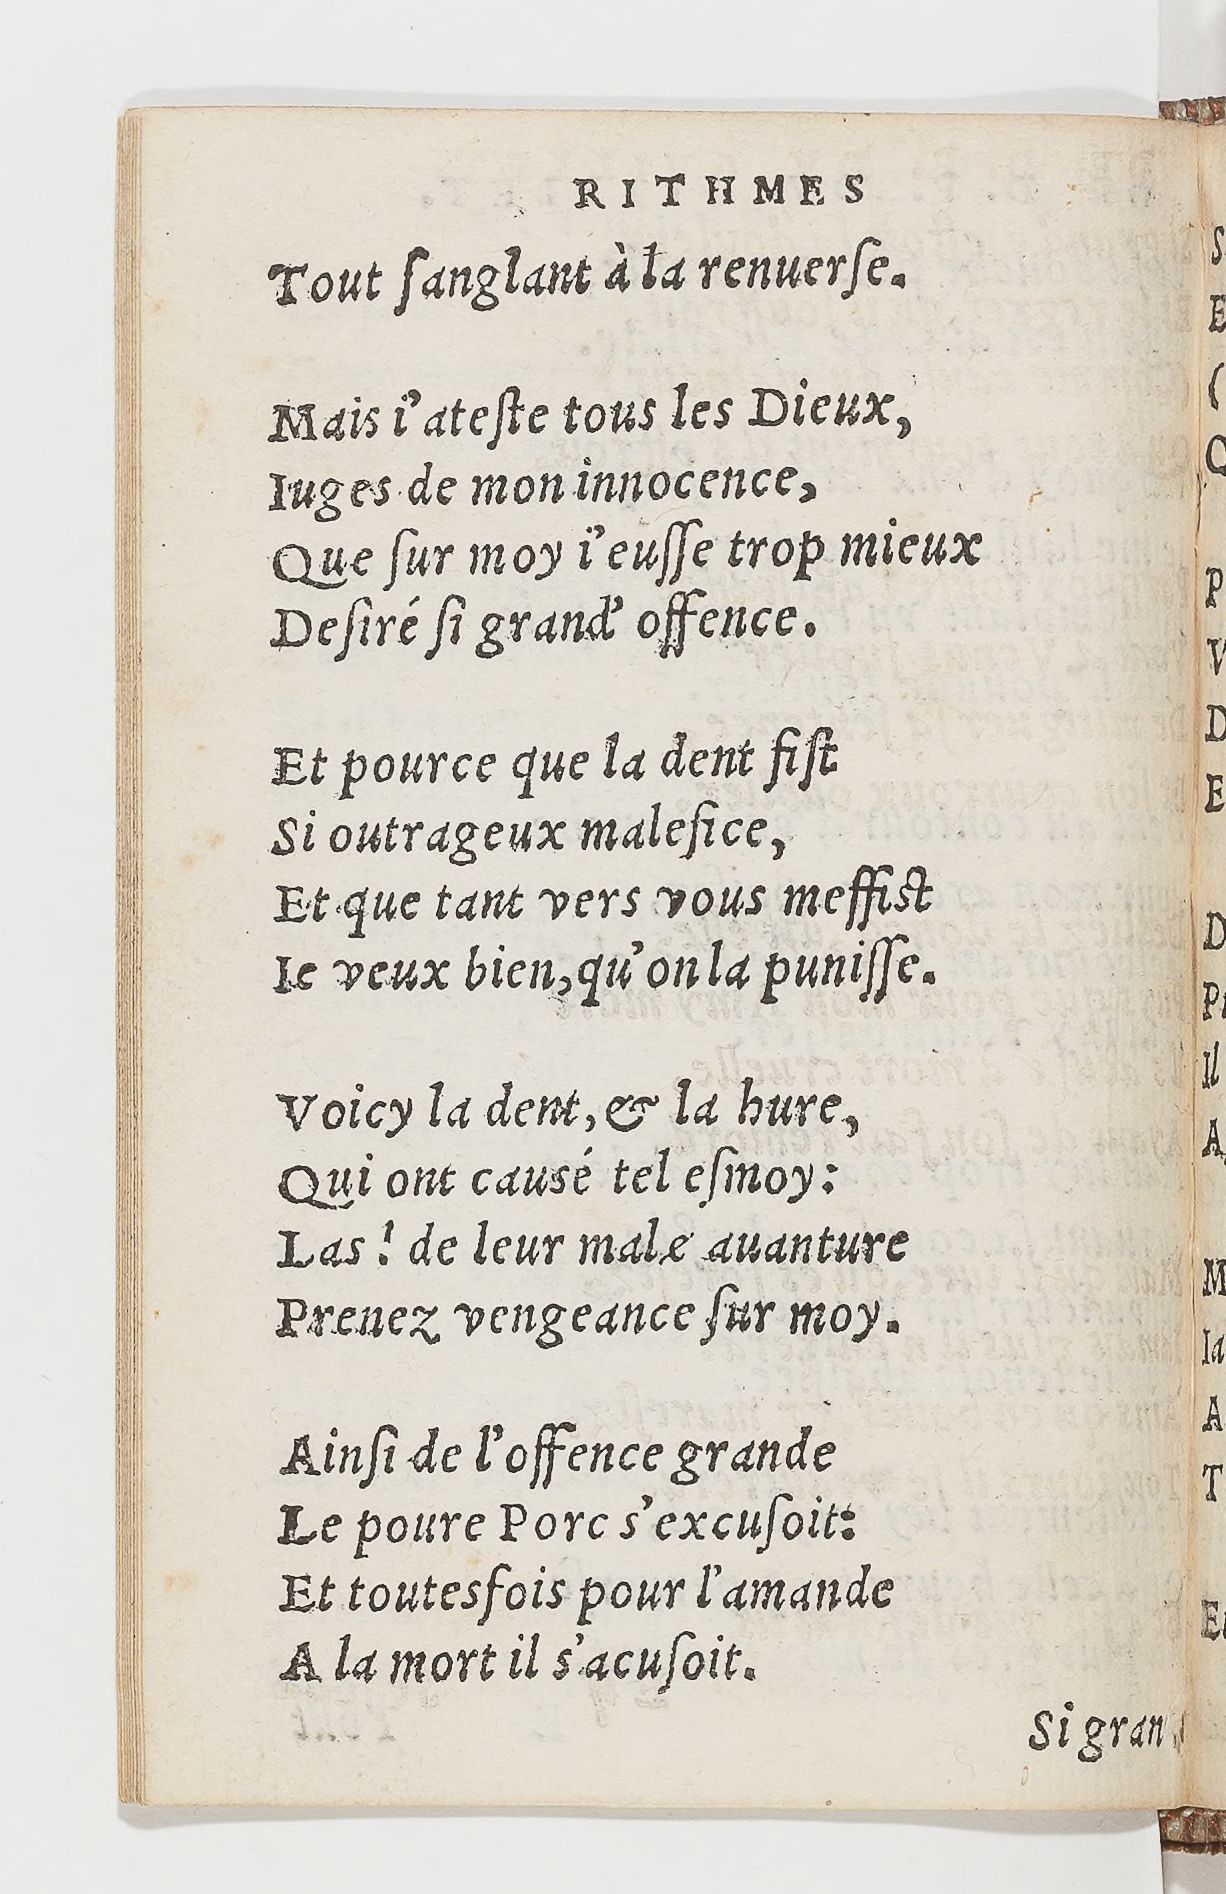 RITHMES
Tout ſanglant à la renuerſe.
Mais i'ateſte tous les Dieux,
Iuges de mon innocence,
Que ſur moy i'euſſe trop mieux
Deſiré ſi grand' offence.
Et pource que la dent fiſt
Si outrageux malefice,
Et que tant vers vous meffiſt
Ie veux bien, qu'on la puniſſe.
Voicy la dent, & la hure,
Qui ont causé tel eſmoy:
Las! de leur male auanture
Prenez vengeance ſur moy.
Ainſi de l'offence grande
Le poure Porc s'excuſoit:
Et toutesfois pour l'amande
A la mort il s'acuſoit.
Si gran